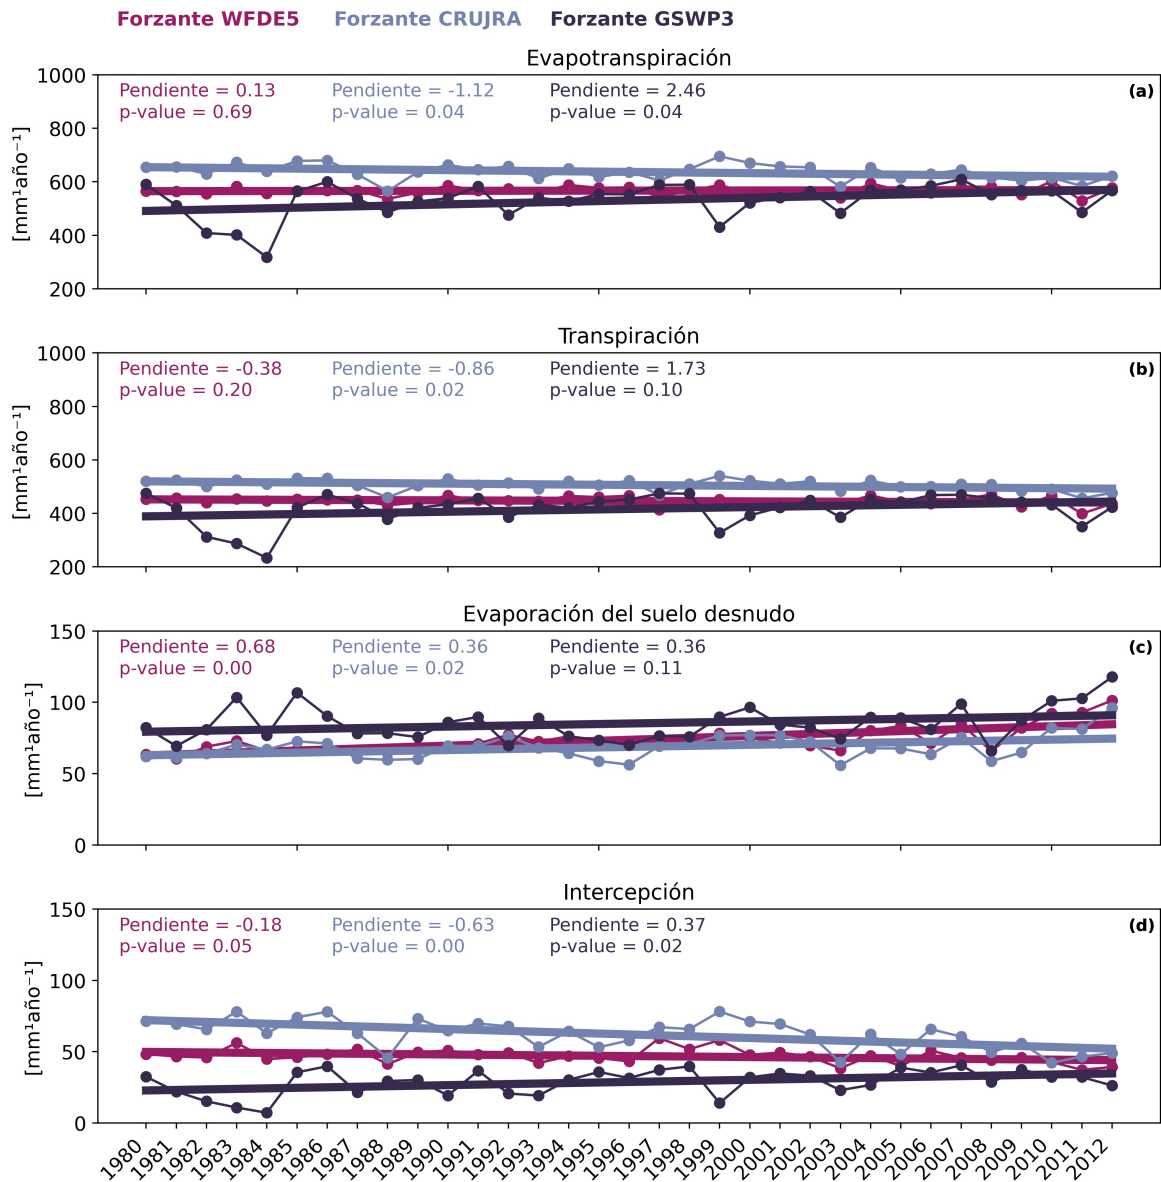 Forzante WFDE5 Forzante CRUJRA Forzante GSWP3
Evapotranspiración
Pendiente = 0.13 Pendiente = -1.12 Pendiente = 2.46 (a)
p-value = 0.69 p-value = 0.04 p-value = 0.04
1000
800
600
400
200
[mm¹año⁻¹]
Transpiración
Pendiente = -0.38 Pendiente = -0.86 Pendiente = 1.73 (b)
p-value = 0.20 p-value = 0.02 p-value = 0.10
1000
800
600
400
200
[mm¹año⁻¹]
Evaporación del suelo desnudo
Pendiente = 0.68 Pendiente = 0.36 Pendiente = 0.36 (c)
p-value = 0.00 p-value = 0.02 p-value = 0.11
150
100
50
0
[mm¹año⁻¹]
Intercepción
Pendiente = -0.18 Pendiente = -0.63 Pendiente = 0.37 (d)
p-value = 0.05 p-value = 0.00 p-value = 0.02
150
100
50
0
[mm¹año⁻¹]
1980 1981 1982 1983 1984 1985 1986 1987 1988 1989 1990 1991 1992 1993 1994 1995 1996 1997 1998 1999 2000 2001 2002 2003 2004 2005 2006 2007 2008 2009 2010 2011 2012